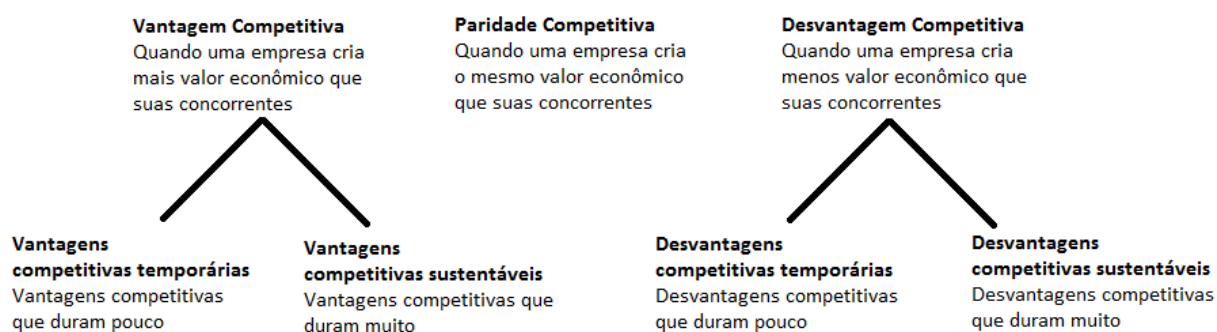 Vantagem Competitiva
Quando uma empresa cria
mais valor econômico que
suas concorrentes
Paridade Competitiva
Quando uma empresa cria
o mesmo valor econômico
que suas concorrentes
Desvantagem Competitiva
Quando uma empresa cria
menos valor econômico que
suas concorrentes
Vantagens
competitivas temporárias
Vantagens competitivas
que duram pouco
Vantagens
competitivas sustentáveis
Vantagens competitivas que
duram muito
Desvantagens
competitivas temporárias
Desvantagens competitivas
que duram pouco
Desvantagens
competitivas sustentáveis
Desvantagens competitivas
que duram muito